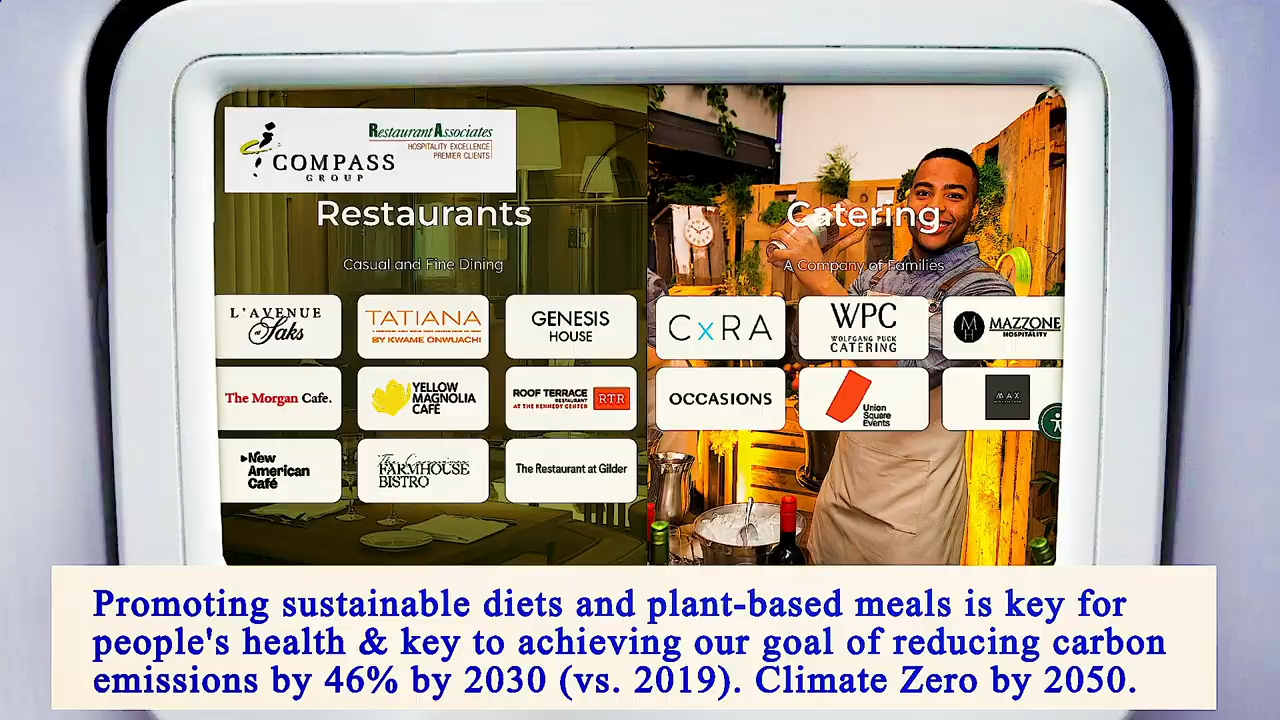 COMPASS
GROUP
Restaurant Associates
HOSPITALITY EXCELLENCE
PREMIER CLIENTS
Restaurants
Casual and Fine Dining
L'AVENUE
Saks
TATIANA
BY KWAME ONWUACHI
GENESIS
HOUSE
The Morgan Cafe.
YELLOW
MAGNOLIA
CAFÉ
ROOF TERRACE
RESTAURANT
AT THE KENNEDY CENTER
RTR
New
American
Café
FARMHOUSE
BISTRO
The Restaurant at Gilder
Catering
A Company of Families
CxRA
WPC
WOLFGANG PUCK
CATERING
MH
MAZZONE
HOSPITALITY
OCCASIONS
Union
Square
Events
MAX
Promoting sustainable diets and plant-based meals is key for
people's health & key to achieving our goal of reducing carbon
emissions by 46% by 2030 (vs. 2019). Climate Zero by 2050.